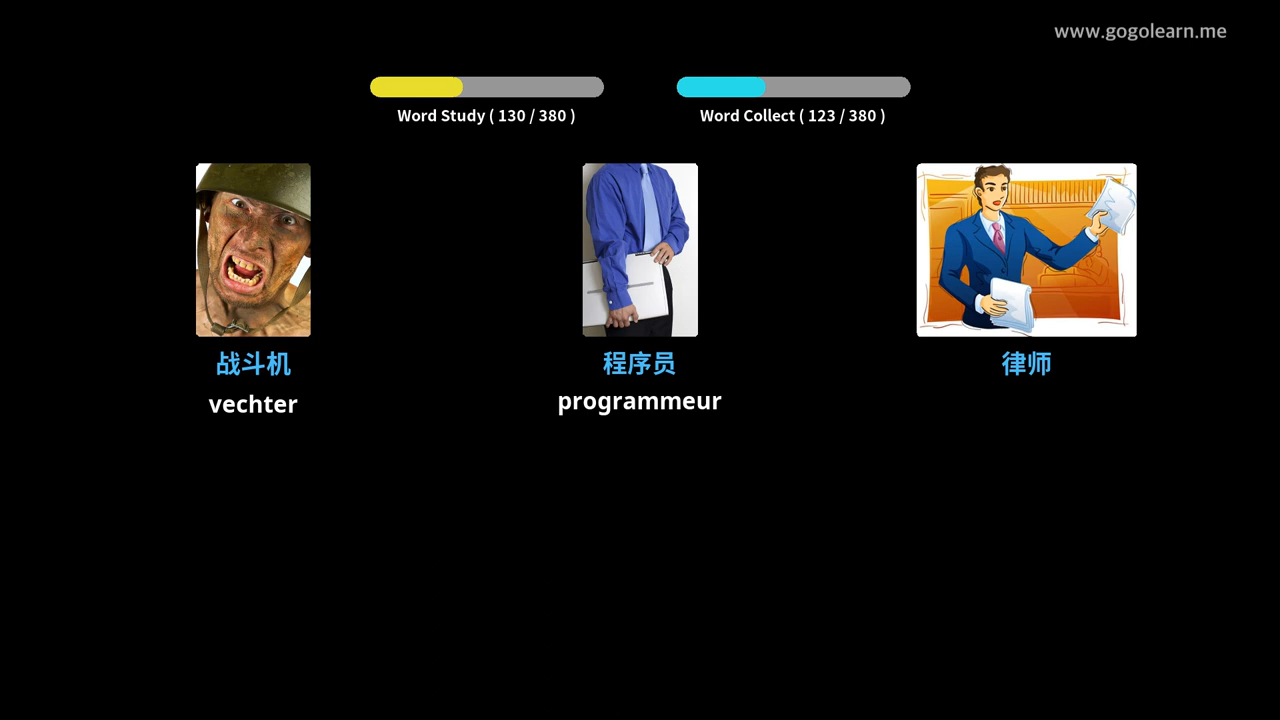 www.gogolearn.me
Word Study ( 130 / 380 )
Word Collect ( 123 / 380 )
战斗机
程序员
律师
vechter
programmeur